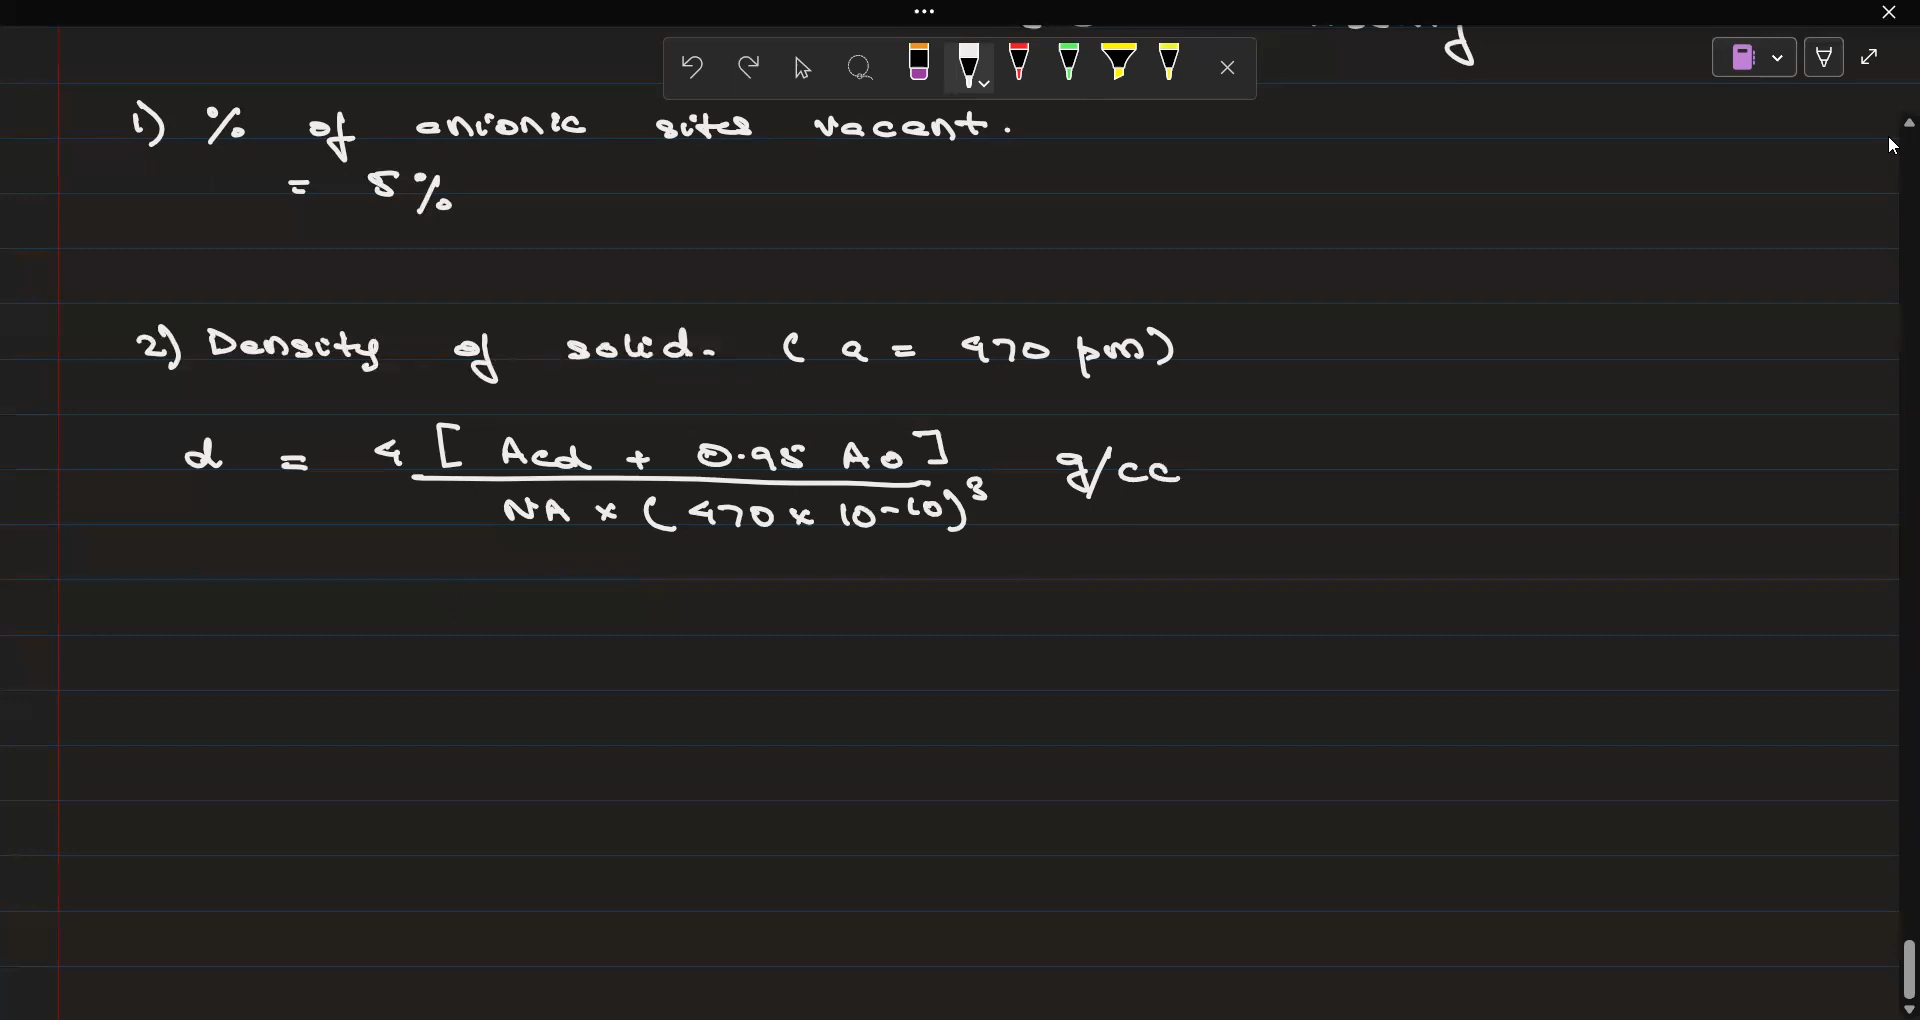 1) % of anionic sites vacant.
= 5%
2) Density of solid. ( a = 470 pm)
d = 4 [ Acd + 0.95 AO ] g/cc
NA × ( 470 × 10-10)3